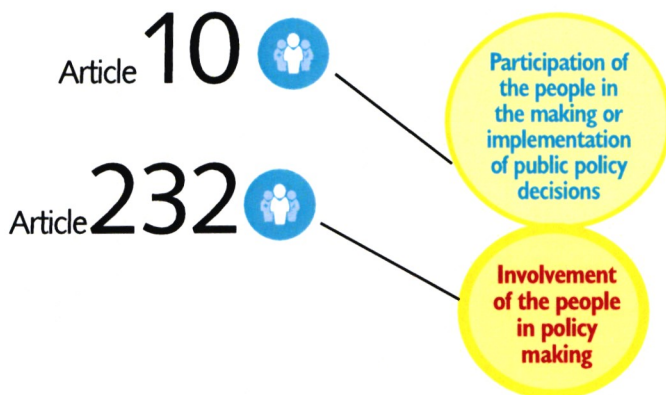 Article 10
Participation of
the people in
the making or
implementation
of public policy
decisions
Article 232
Involvement
of the people
in policy
making